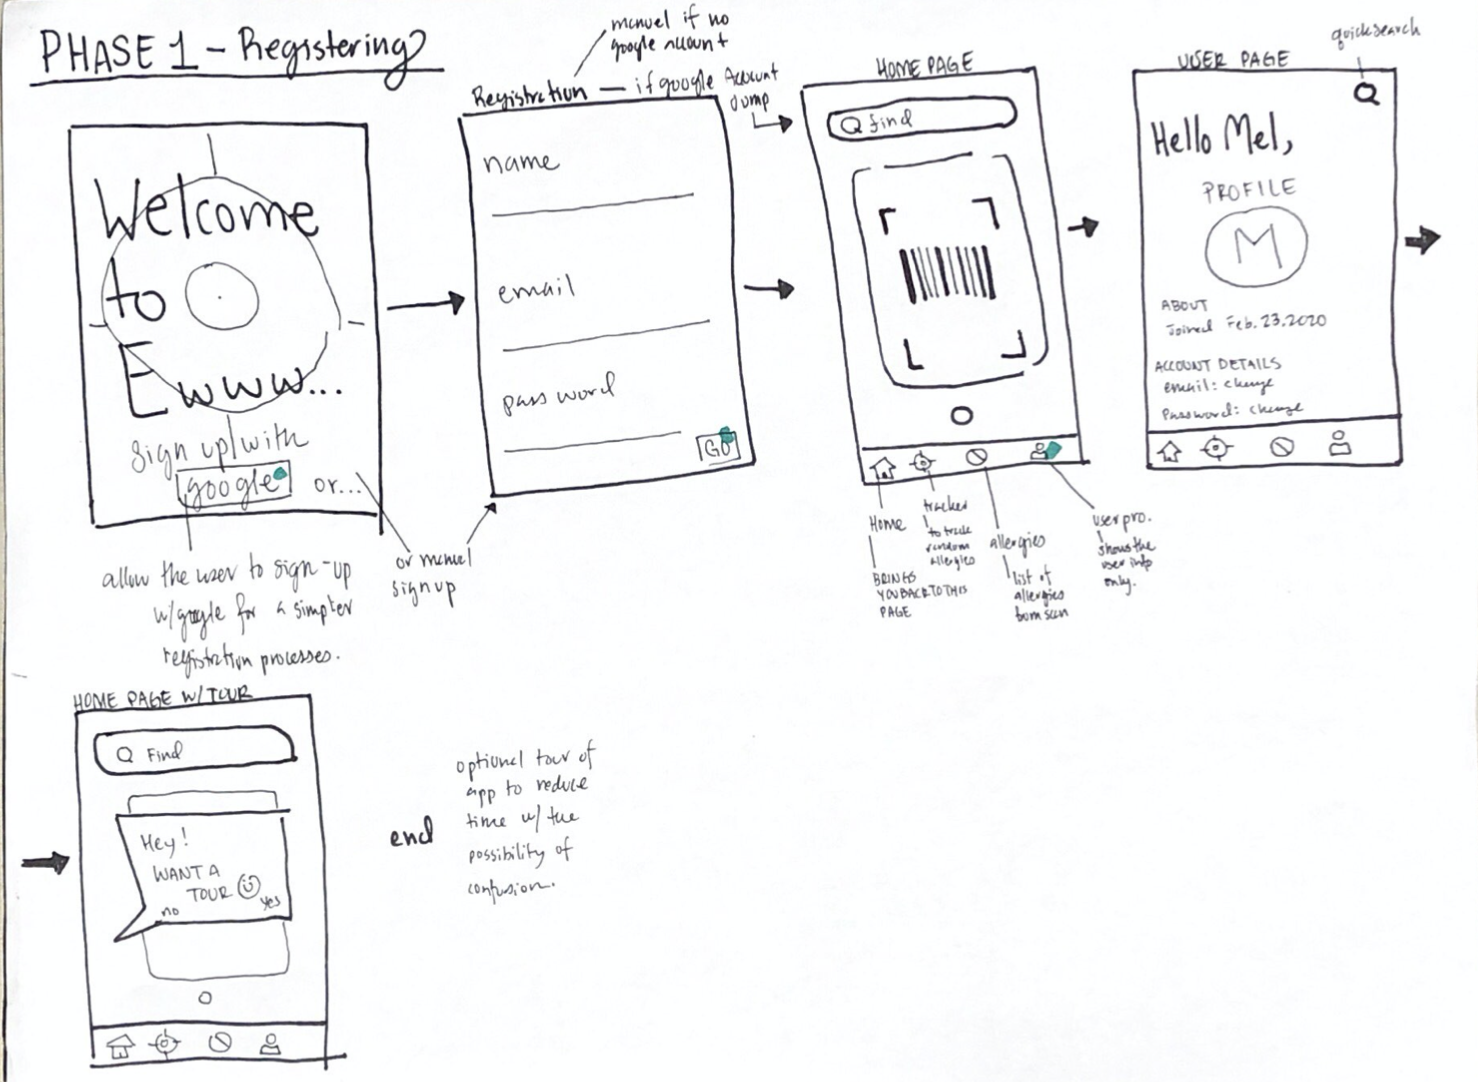 PHASE 1 - Registering
manuel if no
google account
Registration — if google Account
Jump
Welcome
to
Ewww...
Sign up/with
google or...
allow the user to sign-up
w/google for a simpler
registration processes.
or manuel
sign up
name
email
password
GO
HOME PAGE
find
Home
BRINGS
YOU BACK TO THIS
PAGE
tracker
to track
random
allergies
allergies
list of
allergies
from scan
user pro.
shows the
user info
only.
USER PAGE
quicksearch
Hello Mel,
PROFILE
M
ABOUT
Joined Feb. 23. 2020
ACCOUNT DETAILS
email: change
Password: change
HOME PAGE W/ TOUR
Find
Hey!
WANT A
TOUR
no yes
end
optional tour of
app to reduce
time w/ the
possibility of
confusion.